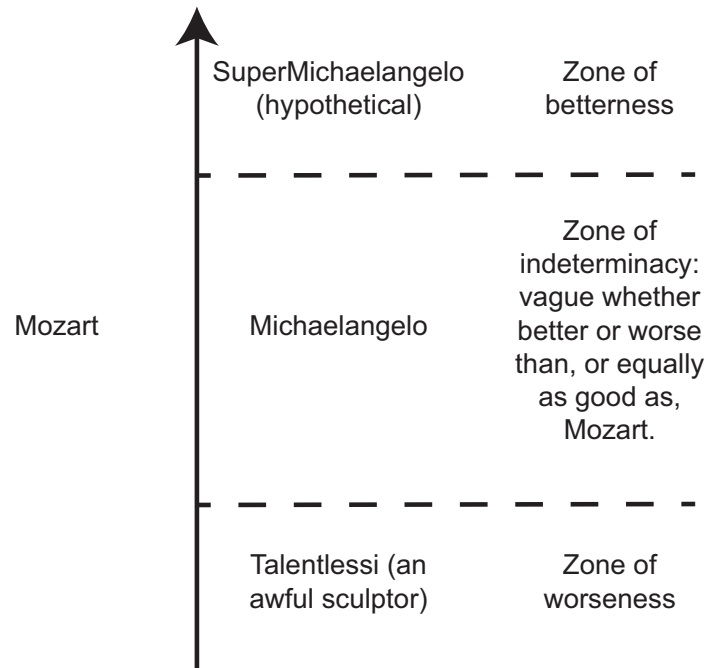 SuperMichaelangelo
(hypothetical)
Zone of
betterness
Mozart
Michaelangelo
Zone of
indeterminacy:
vague whether
better or worse
than, or equally
as good as,
Mozart.
Talentlessi (an
awful sculptor)
Zone of
worseness